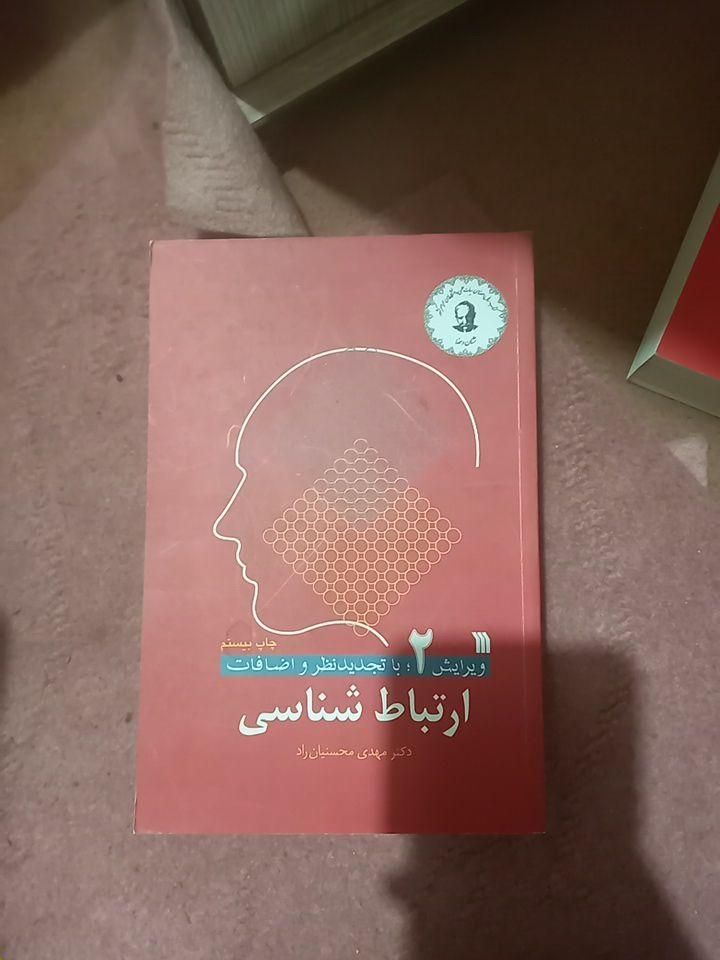 چاپ بیستم
ویرایش ۲؛ با تجدیدنظر و اضافات
ارتباط شناسی
دکتر مهدی محسنیان‌راد